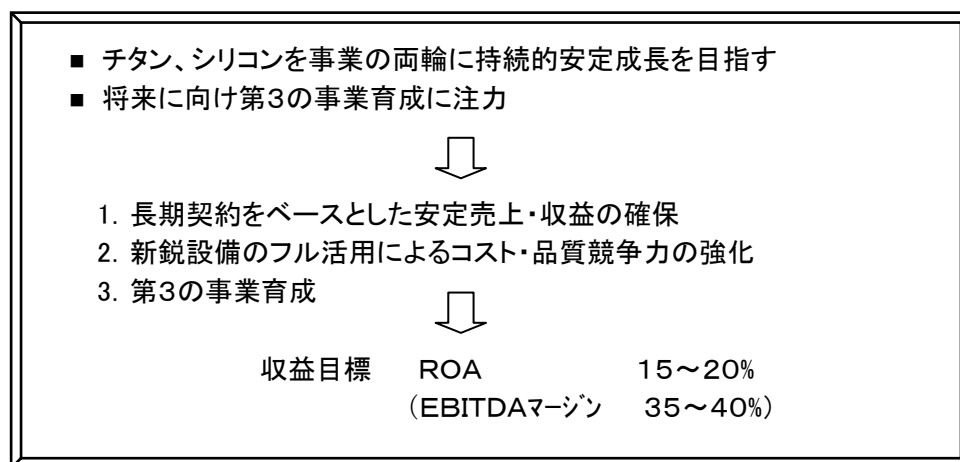 ■ チタン、シリコンを事業の両輪に持続的安定成長を目指す
■ 将来に向け第3の事業育成に注力
1. 長期契約をベースとした安定売上・収益の確保
2. 新鋭設備のフル活用によるコスト・品質競争力の強化
3. 第3の事業育成
収益目標 ROA 15～20%
(EBITDAマージン 35～40%)